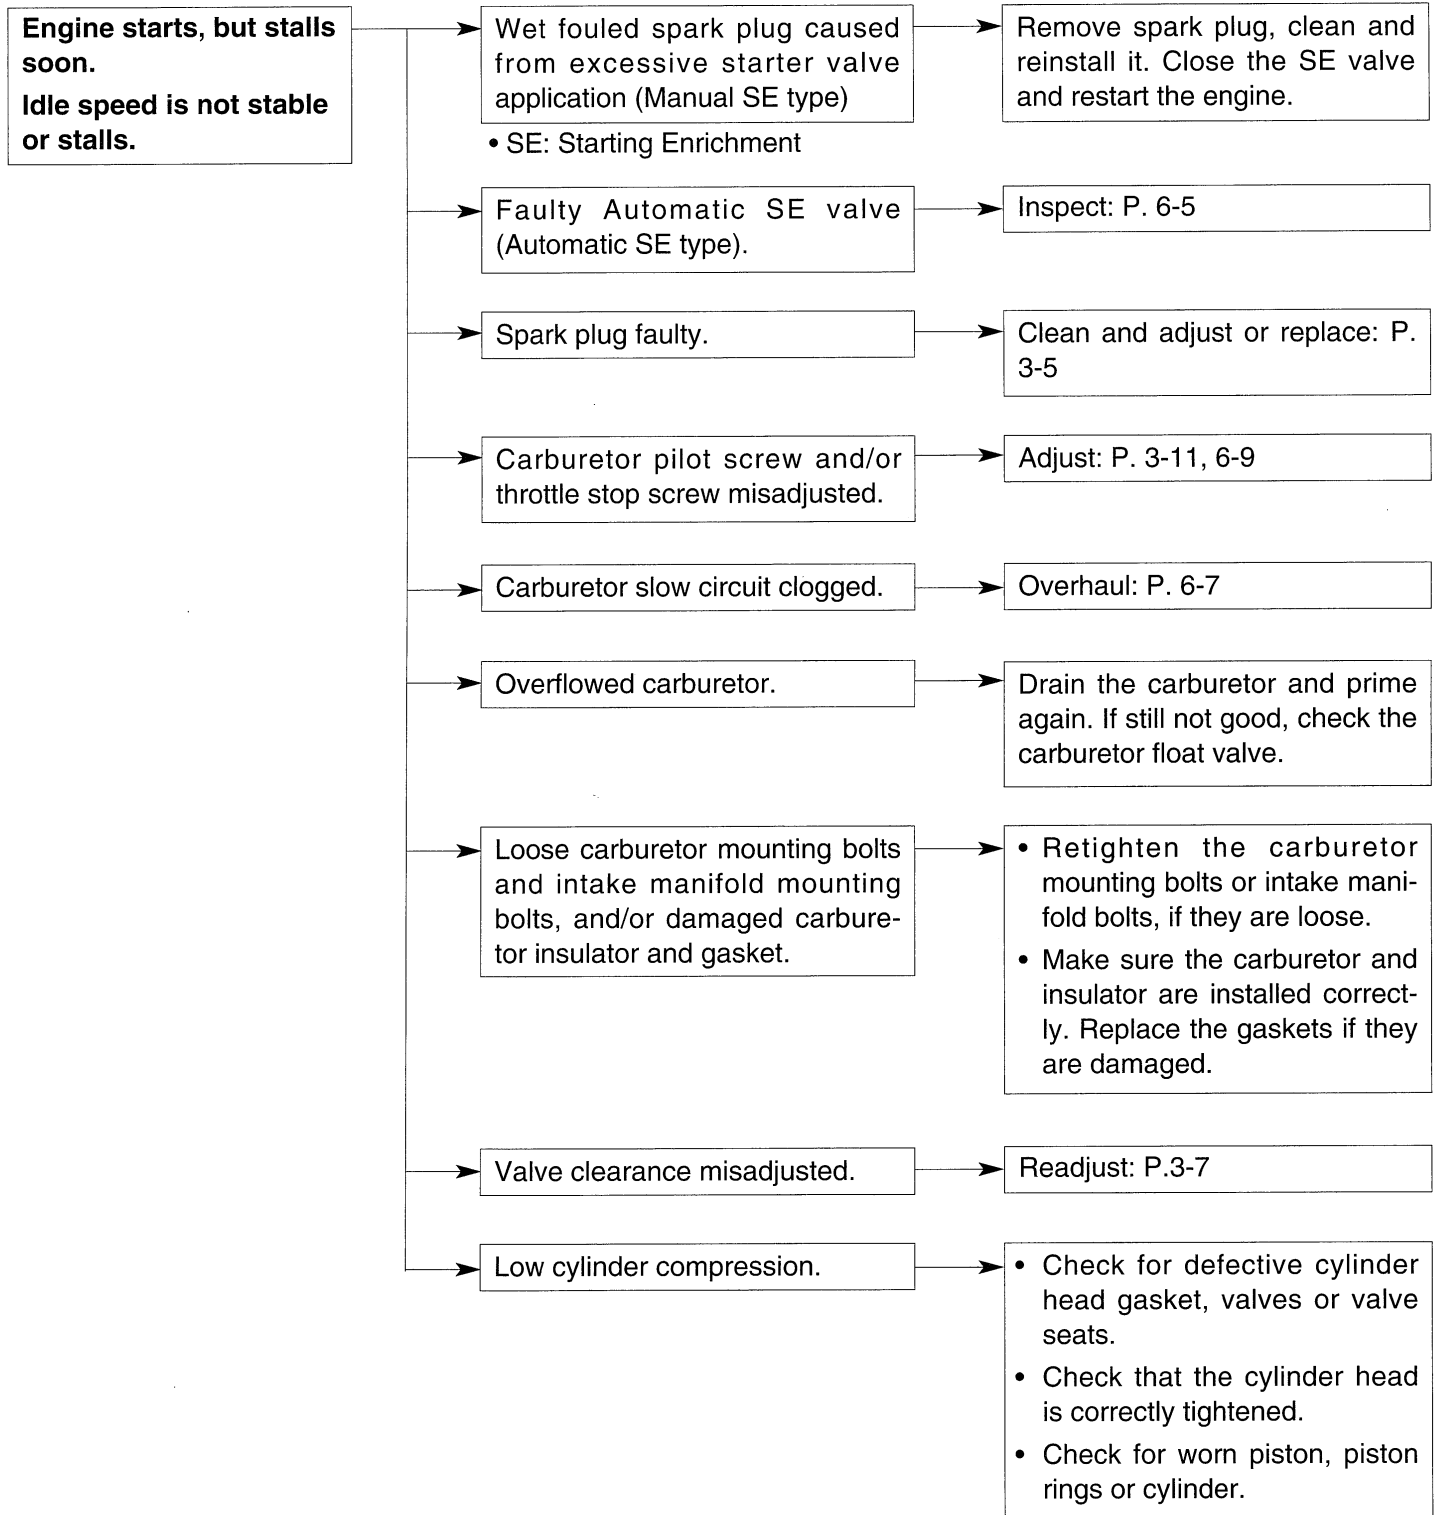 Engine starts, but stalls
soon.
Idle speed is not stable
or stalls.
Wet fouled spark plug caused
from excessive starter valve
application (Manual SE type)
• SE: Starting Enrichment
Remove spark plug, clean and
reinstall it. Close the SE valve
and restart the engine.
Faulty Automatic SE valve
(Automatic SE type).
Inspect: P. 6-5
Spark plug faulty.
Clean and adjust or replace: P.
3-5
Carburetor pilot screw and/or
throttle stop screw misadjusted.
Adjust: P. 3-11, 6-9
Carburetor slow circuit clogged.
Overhaul: P. 6-7
Overflowed carburetor.
Drain the carburetor and prime
again. If still not good, check the
carburetor float valve.
Loose carburetor mounting bolts
and intake manifold mounting
bolts, and/or damaged carbure-
tor insulator and gasket.
• Retighten the carburetor
mounting bolts or intake mani-
fold bolts, if they are loose.
• Make sure the carburetor and
insulator are installed correct-
ly. Replace the gaskets if they
are damaged.
Valve clearance misadjusted.
Readjust: P.3-7
Low cylinder compression.
• Check for defective cylinder
head gasket, valves or valve
seats.
• Check that the cylinder head
is correctly tightened.
• Check for worn piston, piston
rings or cylinder.